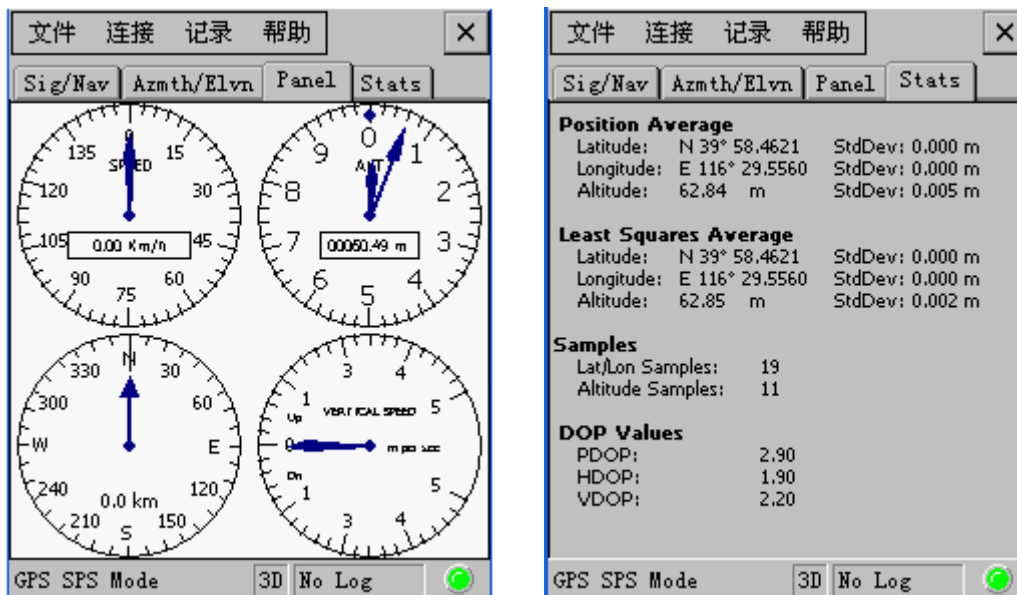 文件 连接 记录 帮助
Sig/Nav Azmth/Elvn Panel Stats
0
135 15
SPEED
120 30
105 45
0.00 Km/h
90 60
75
0
9 1
ALT
8 2
7 3
00060.49 m
6 4
5
N
330 30
300 60
W E
240 120
0.0 km
210 150
S
3 4
1 5
Up VERTICAL SPEED
0
Dn
1 5
3 4
GPS SPS Mode 3D No Log
文件 连接 记录 帮助
Sig/Nav Azmth/Elvn Panel Stats
Position Average
Latitude: N 39° 58.4621 StdDev: 0.000 m
Longitude: E 116° 29.5560 StdDev: 0.000 m
Altitude: 62.84 m StdDev: 0.005 m
Least Squares Average
Latitude: N 39° 58.4621 StdDev: 0.000 m
Longitude: E 116° 29.5560 StdDev: 0.000 m
Altitude: 62.85 m StdDev: 0.002 m
Samples
Lat/Lon Samples: 19
Altitude Samples: 11
DOP Values
PDOP: 2.90
HDOP: 1.90
VDOP: 2.20
GPS SPS Mode 3D No Log